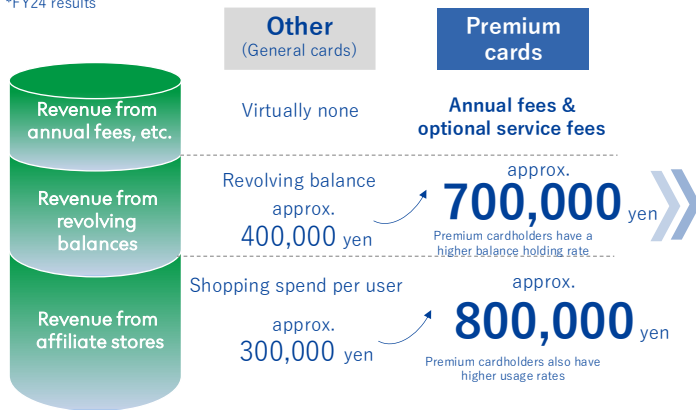 *FY24 results
Other
(General cards)
Premium
cards
Revenue from
annual fees, etc.
Virtually none
Annual fees &
optional service fees
Revenue from
revolving
balances
Revolving balance
approx.
400,000 yen
approx.
700,000 yen
Premium cardholders have a
higher balance holding rate
Revenue from
affiliate stores
Shopping spend per user
approx.
300,000 yen
approx.
800,000 yen
Premium cardholders also have
higher usage rates